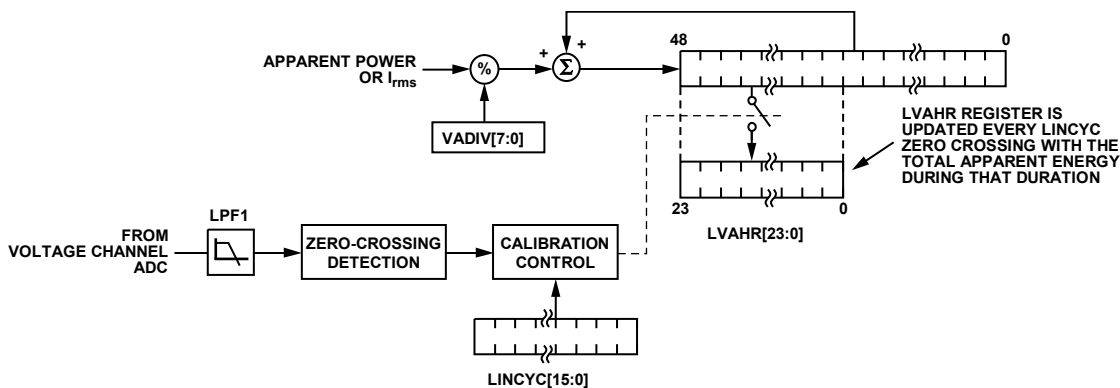 48
0
APPARENT POWER
OR Irms
%
+
+
Σ
VADIV[7:0]
LVAHR REGISTER IS
UPDATED EVERY LINCYC
ZERO CROSSING WITH THE
TOTAL APPARENT ENERGY
DURING THAT DURATION
23
0
LVAHR[23:0]
LPF1
FROM
VOLTAGE CHANNEL
ADC
ZERO-CROSSING
DETECTION
CALIBRATION
CONTROL
LINCYC[15:0]